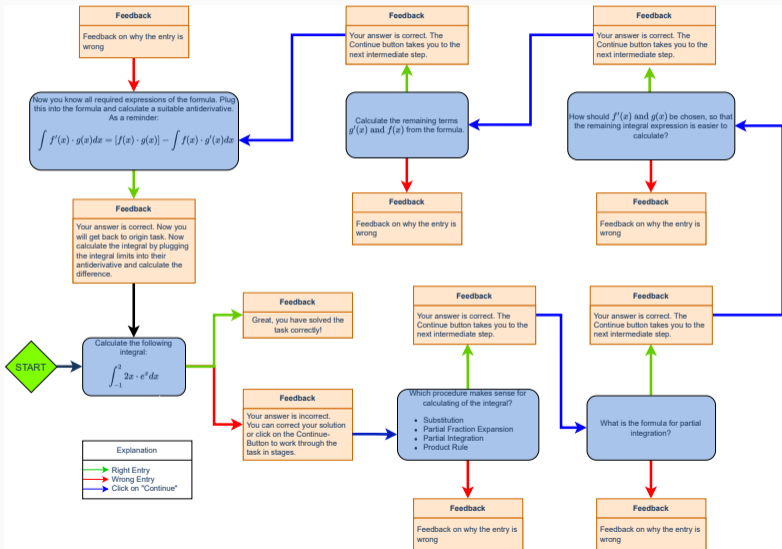 Feedback
Feedback on why the entry is
wrong
Feedback
Your answer is correct. The
Continue button takes you to the
next intermediate step.
Feedback
Your answer is correct. The
Continue button takes you to the
next intermediate step.
Now you know all required expressions of the formula. Plug
this into the formula and calculate a suitable antiderivative.
As a reminder:
∫ f′(x) · g(x)dx = [f(x) · g(x)] − ∫ f(x) · g′(x)dx
Calculate the remaining terms
g′(x) and f(x) from the formula.
How should f′(x) and g(x) be chosen, so that
the remaining integral expression is easier to
calculate?
Feedback
Your answer is correct. Now you
will get back to origin task. Now
calculate the integral by plugging
the integral limits into their
antiderivative and calculate the
difference.
Feedback
Feedback on why the entry is
wrong
Feedback
Feedback on why the entry is
wrong
START
Calculate the following
integral:
∫₋₁² 2x · eˣdx
Feedback
Great, you have solved the
task correctly!
Feedback
Your answer is incorrect.
You can correct your solution
or click on the Continue-
Button to work through the
task in stages.
Feedback
Your answer is correct. The
Continue button takes you to the
next intermediate step.
Feedback
Your answer is correct. The
Continue button takes you to the
next intermediate step.
Which procedure makes sense for
calculating of the integral?
• Substitution
• Partial Fraction Expansion
• Partial Integration
• Product Rule
What is the formula for partial
integration?
Feedback
Feedback on why the entry is
wrong
Feedback
Feedback on why the entry is
wrong
Explanation
Right Entry
Wrong Entry
Click on "Continue"